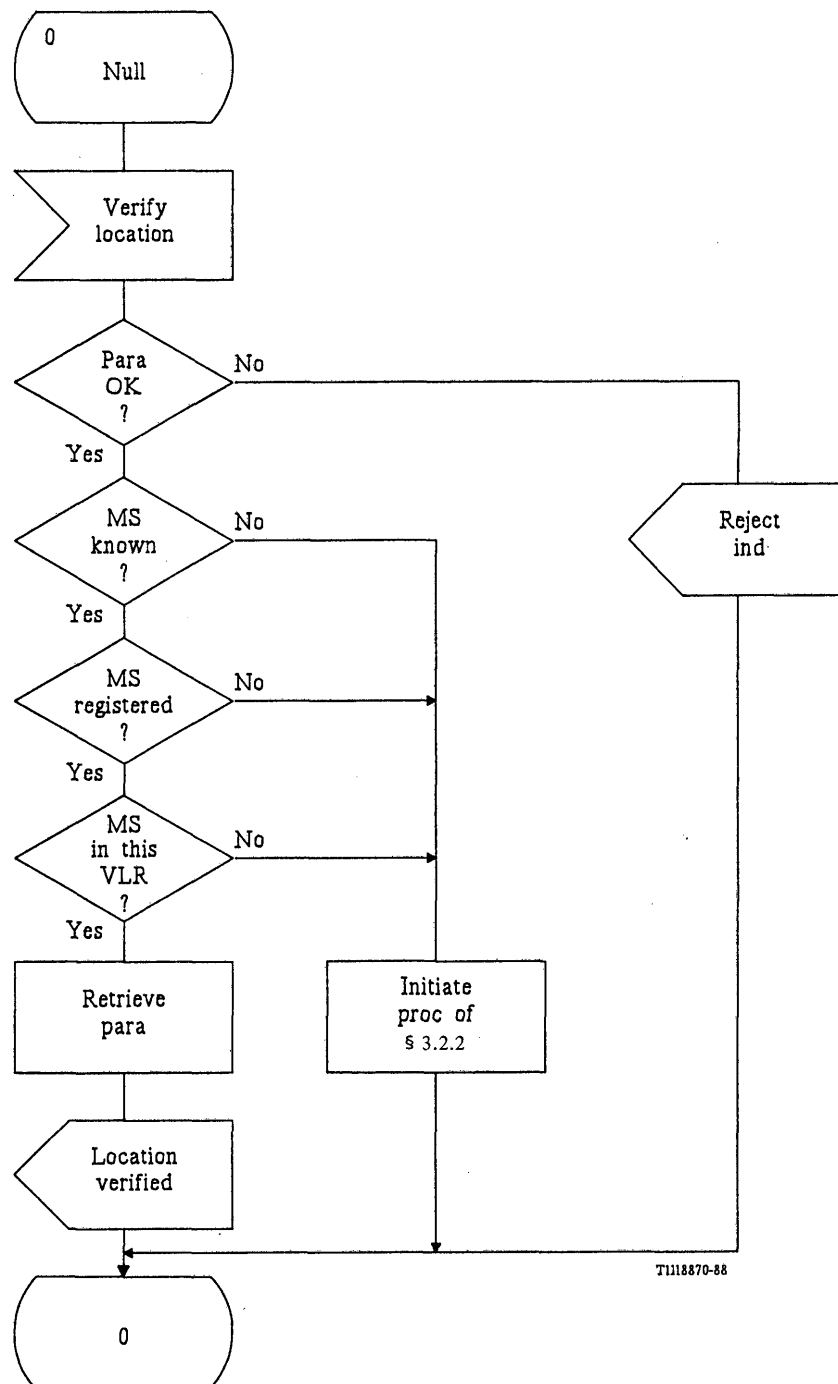 0
Null
Verify
location
Para
OK
?
No
Yes
MS
known
?
No
Yes
Reject
ind
MS
registered
?
No
Yes
MS
in this
VLR
?
No
Yes
Retrieve
para
Initiate
proc of
§ 3.2.2
Location
verified
T1118870-88
0